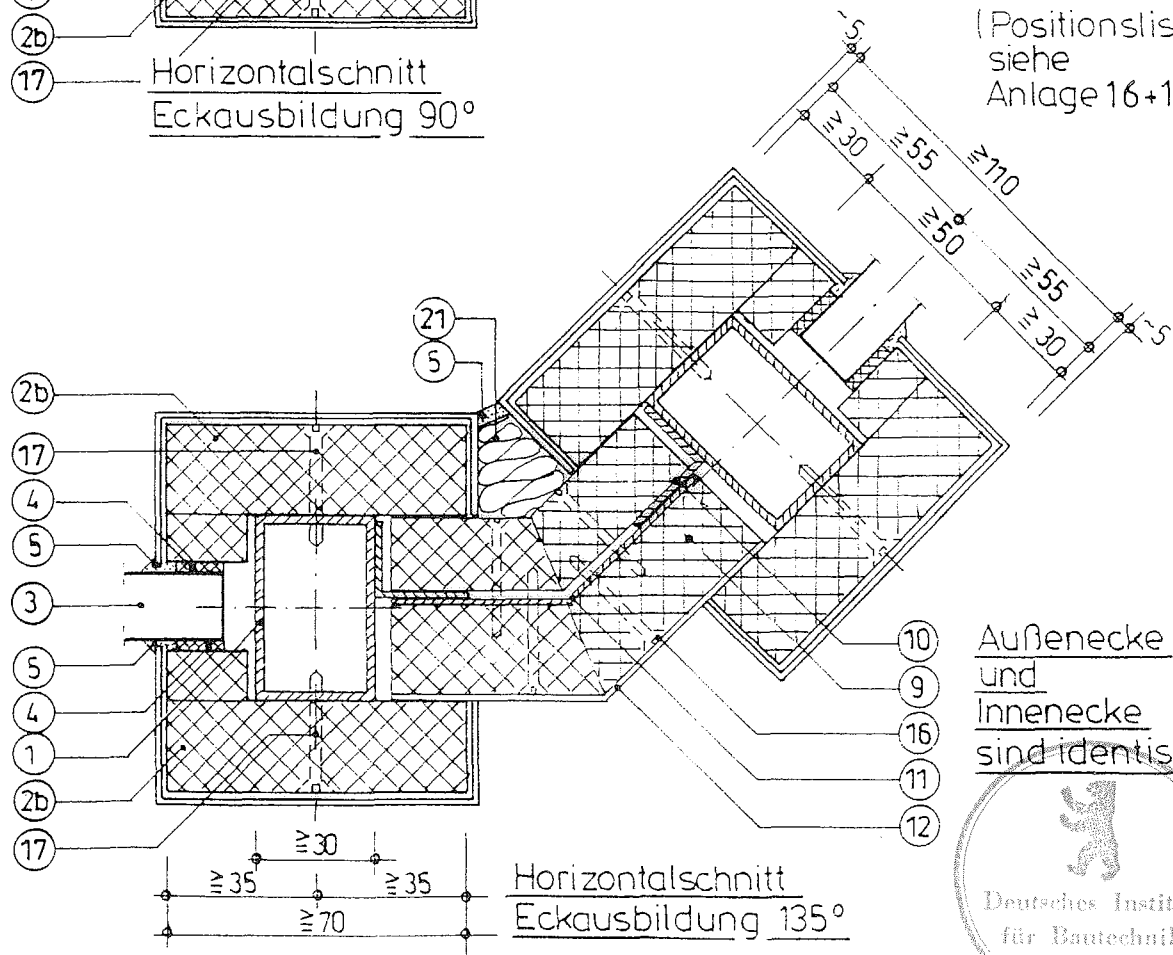 2b
17
Horizontalschnitt
Eckausbildung 90°
(Positionslis
siehe
Anlage 16+1
~5
≧30
≧55
≧110
≧50
≧55
≧30
~5
21
5
2b
17
4
5
3
5
4
1
2b
17
10
9
16
11
12
Außenecke
und
Innenecke
sind identis
≧30
≧35
≧35
≧70
Horizontalschnitt
Eckausbildung 135°
Deutsches Instit
für Bautechnik